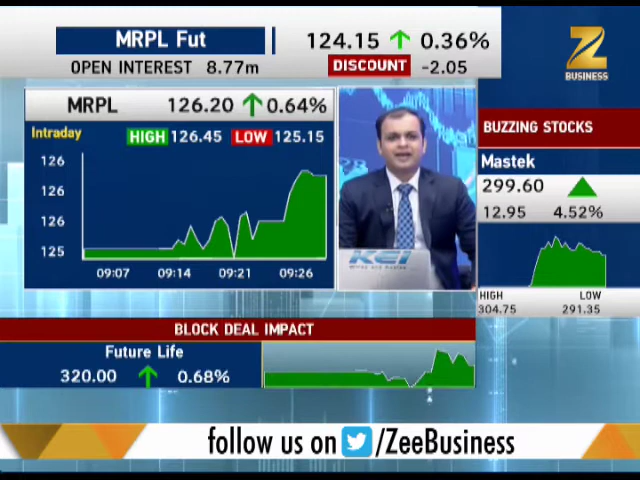 MRPL Fut
124.15 0.36%
OPEN INTEREST 8.77m
DISCOUNT -2.05
Z
BUSINESS
MRPL 126.20 0.64%
Intraday
HIGH 126.45 LOW 125.15
126
126
126
125
09:07 09:14 09:21 09:26
KEI
BUZZING STOCKS
Mastek
299.60
12.95 4.52%
HIGH LOW
304.75 291.35
BLOCK DEAL IMPACT
Future Life
320.00 0.68%
follow us on /ZeeBusiness